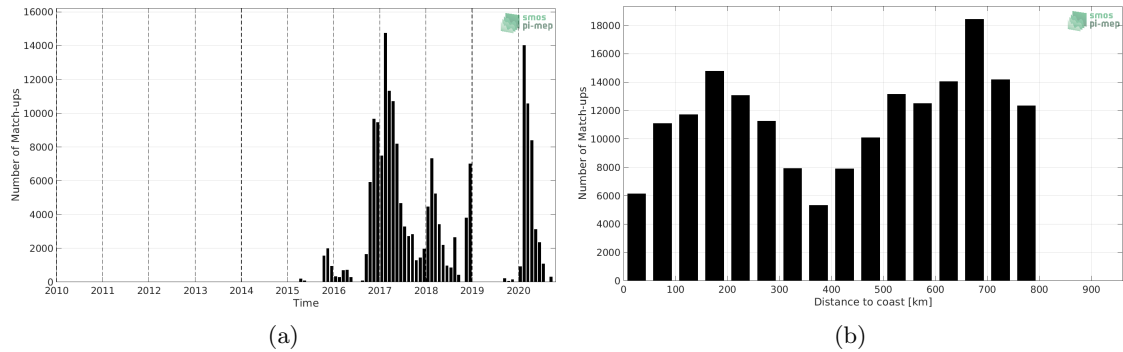 16000
14000
12000
10000
8000
6000
4000
2000
0
Number of Match-ups
2010 2011 2012 2013 2014 2015 2016 2017 2018 2019 2020
Time
smos
pi-mep
(a)
18000
16000
14000
12000
10000
8000
6000
4000
2000
0
Number of Match-ups
0 100 200 300 400 500 600 700 800 900
Distance to coast [km]
smos
pi-mep
(b)